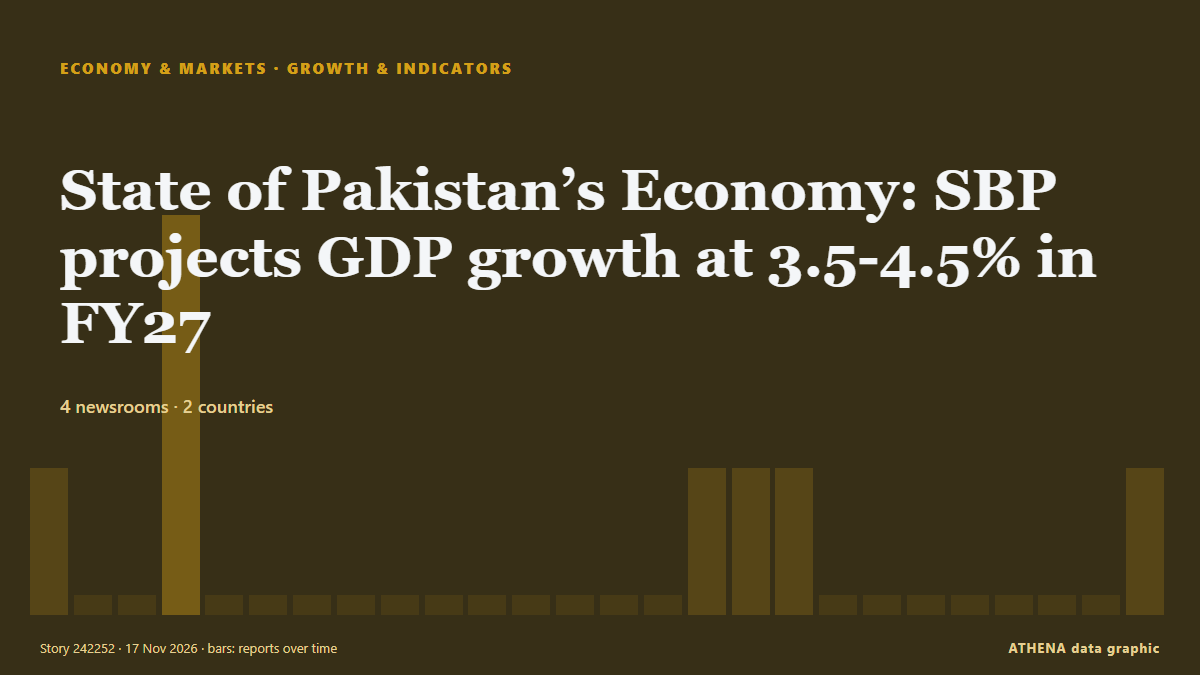 ECONOMY & MARKETS · GROWTH & INDICATORS
State of Pakistan’s Economy: SBP
projects GDP growth at 3.5-4.5% in
FY27
4 newsrooms · 2 countries
Story 242252 · 17 Nov 2026 · bars: reports over time
ATHENA data graphic